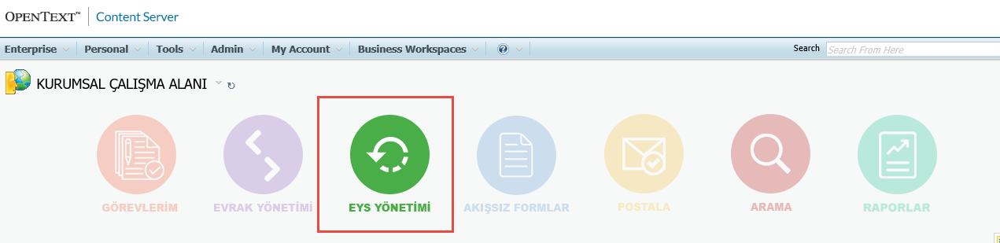 OPENTEXT™ Content Server
Enterprise Personal Tools Admin My Account Business Workspaces ? Search Search From Here
KURUMSAL ÇALIŞMA ALANI
GÖREVLERİM EVRAK YÖNETİMİ EYS YÖNETİMİ AKIŞSIZ FORMLAR POSTALA ARAMA RAPORLAR